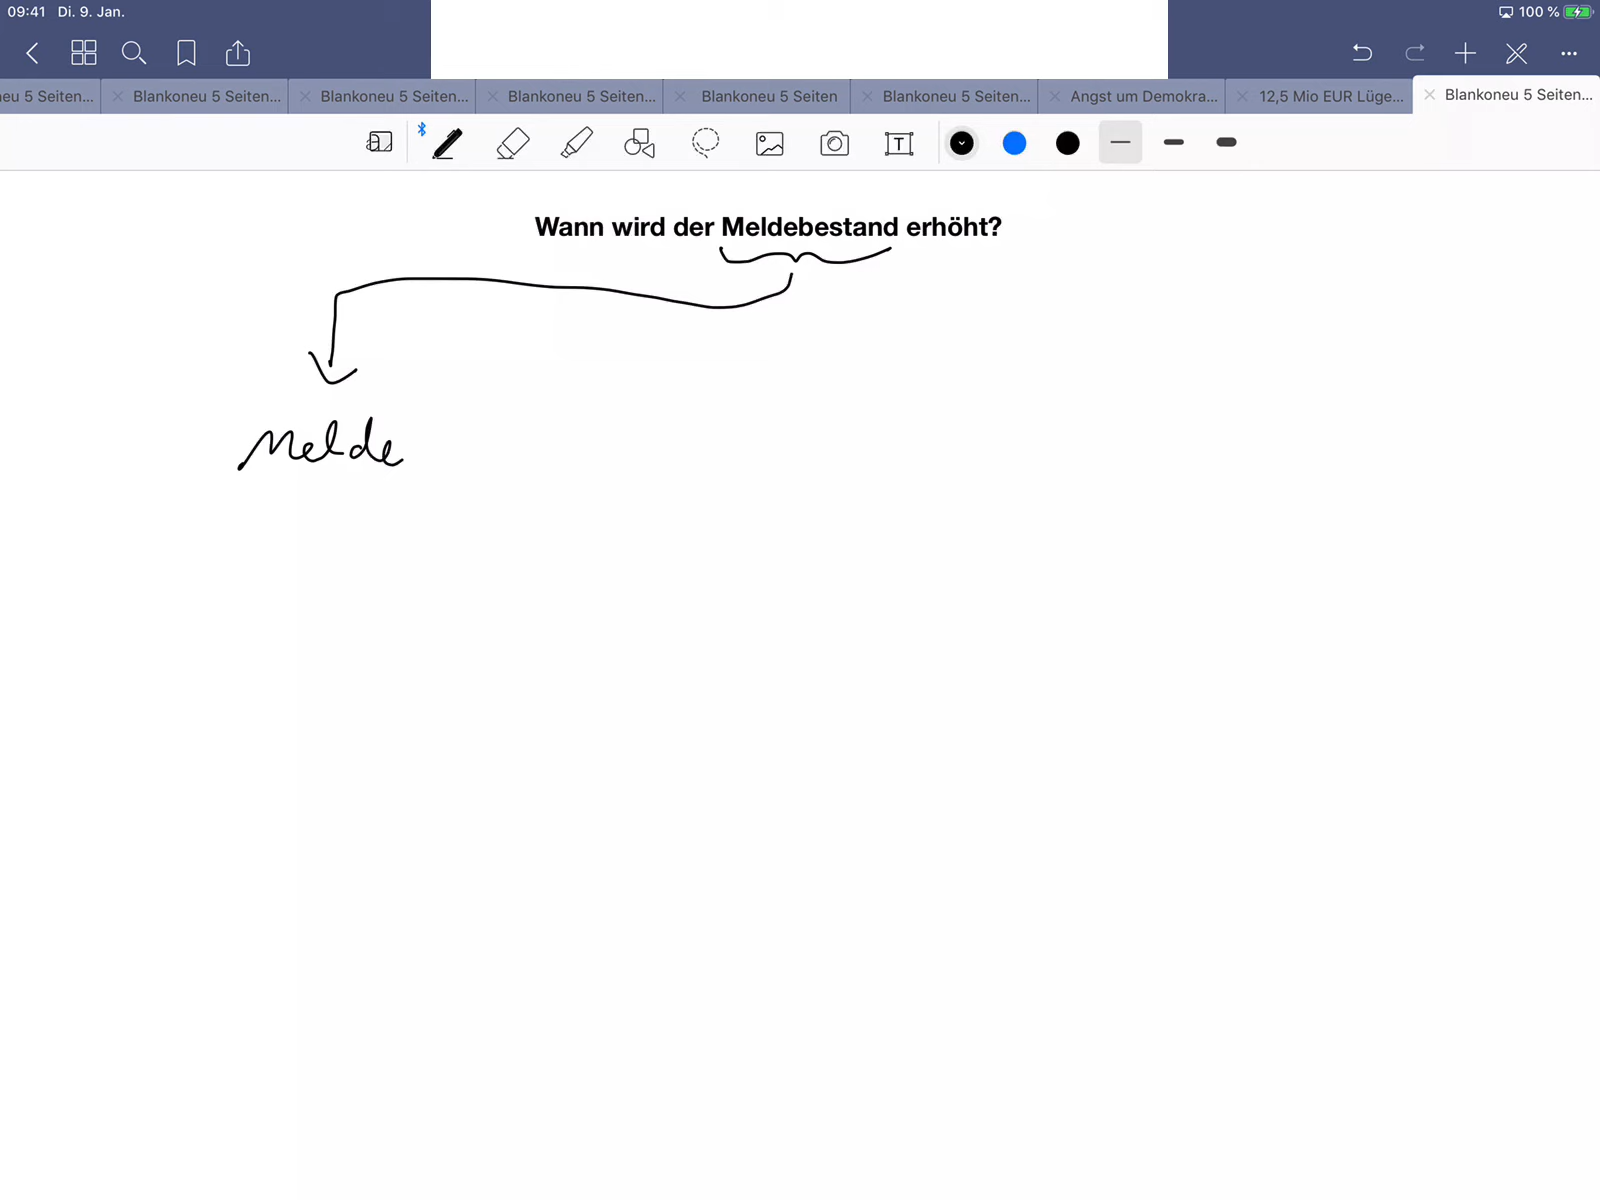 09:41 Di. 9. Jan. 100 %
eu 5 Seiten... Blankoneu 5 Seiten... Blankoneu 5 Seiten... Blankoneu 5 Seiten... Blankoneu 5 Seiten Blankoneu 5 Seiten... Angst um Demokra... 12,5 Mio EUR Lüge... Blankoneu 5 Seiten...
T
Wann wird der Meldebestand erhöht?
Melde